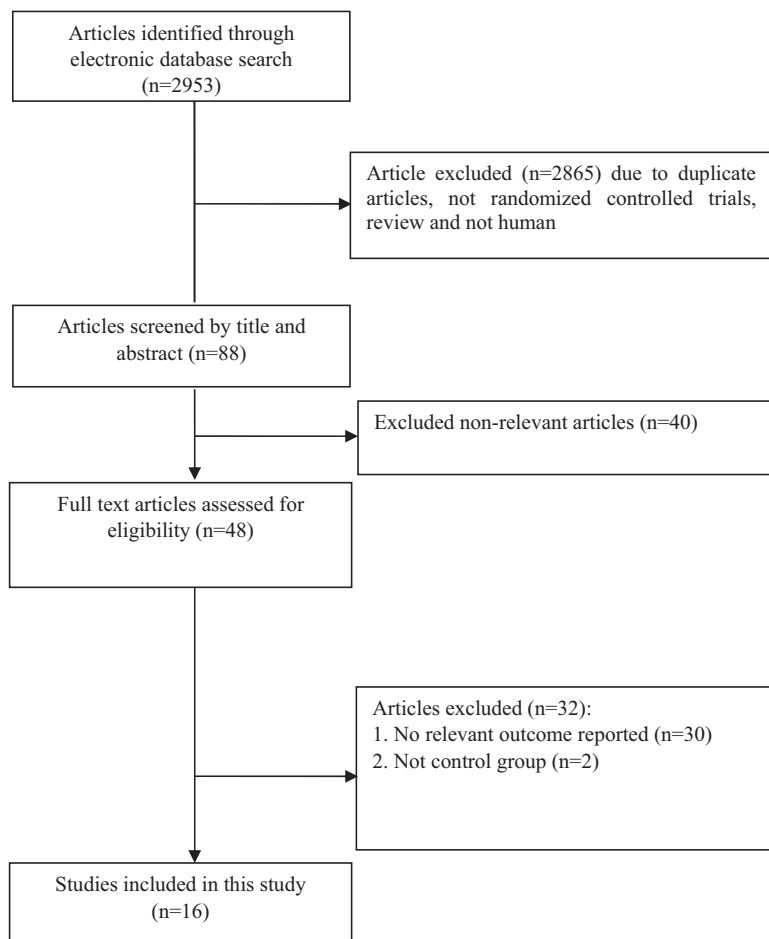 Articles identified through
electronic database search
(n=2953)
Article excluded (n=2865) due to duplicate
articles, not randomized controlled trials,
review and not human
Articles screened by title and
abstract (n=88)
Excluded non-relevant articles (n=40)
Full text articles assessed for
eligibility (n=48)
Articles excluded (n=32):
1. No relevant outcome reported (n=30)
2. Not control group (n=2)
Studies included in this study
(n=16)